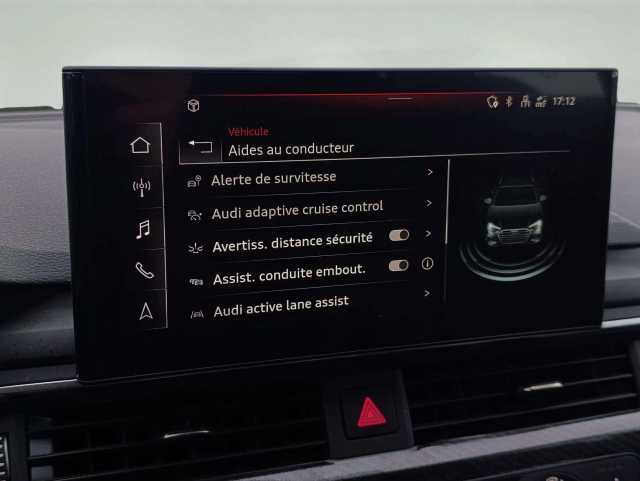 17:12
Véhicule
Aides au conducteur
Alerte de survitesse
Audi adaptive cruise control
Avertiss. distance sécurité
Assist. conduite embout.
Audi active lane assist